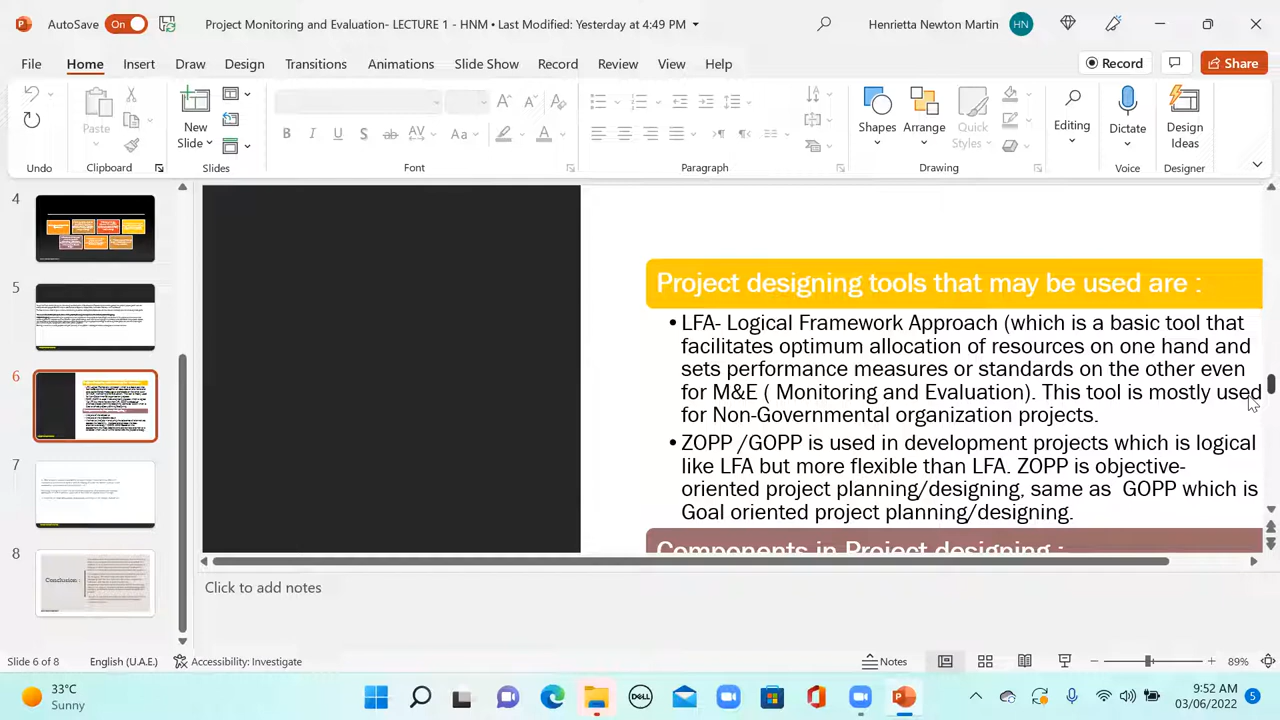 AutoSave On Project Monitoring and Evaluation- LECTURE 1 - HNM • Last Modified: Yesterday at 4:49 PM Henrietta Newton Martin HN
File Home Insert Draw Design Transitions Animations Slide Show Record Review View Help Record Share
Paste New Slide Aa Shapes Arrange Quick Styles Editing Dictate Design Ideas
Undo Clipboard Slides Font Paragraph Drawing Voice Designer
4
5
6
7
8
Conclusion :
Project designing tools that may be used are :
• LFA- Logical Framework Approach (which is a basic tool that
facilitates optimum allocation of resources on one hand and
sets performance measures or standards on the other even
for M&E ( Monitoring and Evaluation). This tool is mostly used
for Non-Governmental organization projects.
• ZOPP /GOPP is used in development projects which is logical
like LFA but more flexible than LFA. ZOPP is objective-
oriented project planning/designing, same as GOPP which is
Goal oriented project planning/designing.
Components in Project designing :
Click to add notes
Slide 6 of 8 English (U.A.E.) Accessibility: Investigate Notes 89%
33°C
Sunny
DELL
9:52 AM
03/06/2022
5